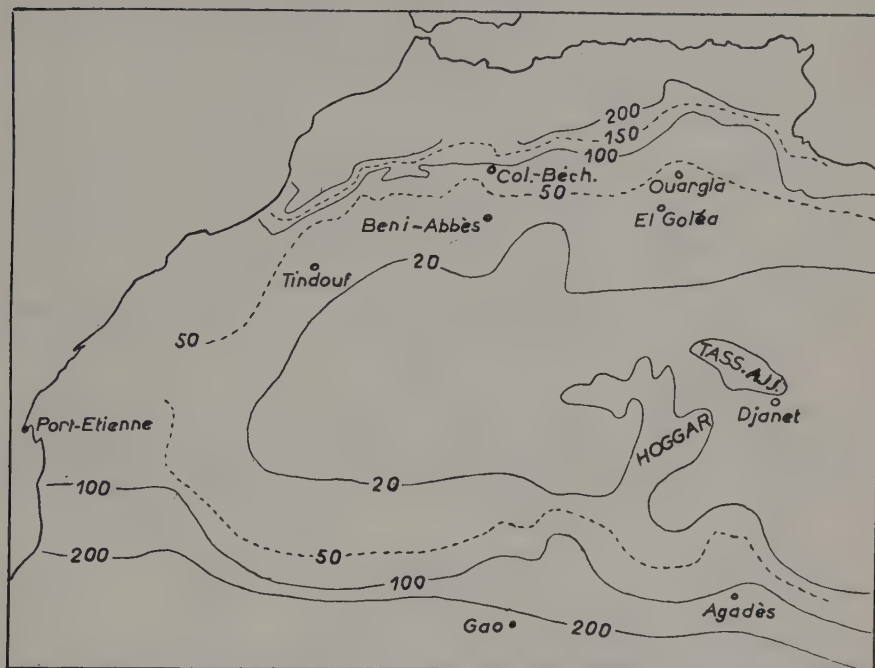 200
150
100
Col.-Béch.
50
Ouargla
Beni-Abbès
El Goléa
20
Tindouf
50
TASS. AJJ.
Djanet
Port-Etienne
HOGGAR
20
100
50
200
100
Agadès
Gao
200